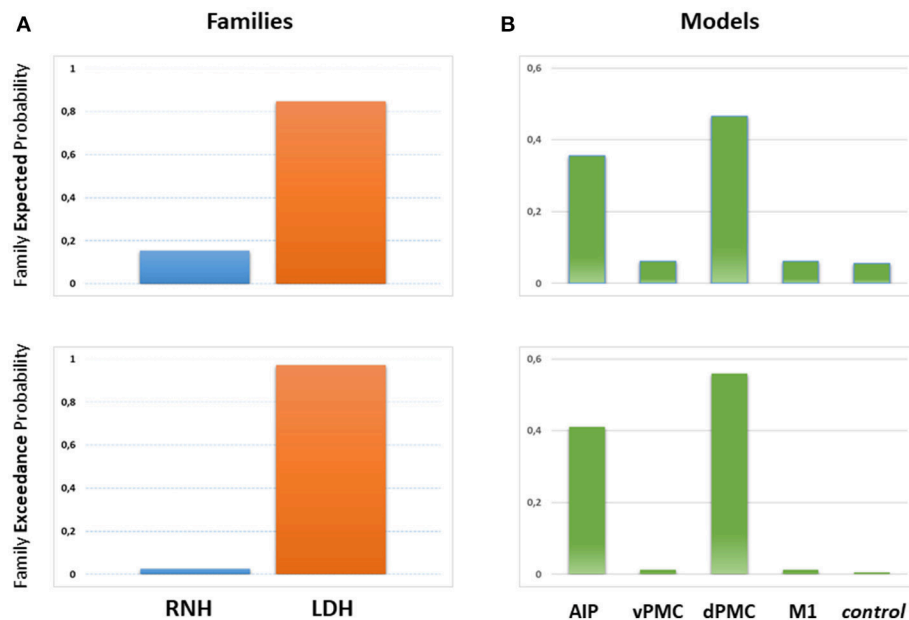 A
Families
Family Expected Probability
1
0,8
0,6
0,4
0,2
0
Family Exceedance Probability
1
0,8
0,6
0,4
0,2
0
RNH LDH
B
Models
0,6
0,4
0,2
0
0,6
0,4
0,2
0
AIP vPMC dPMC M1 control